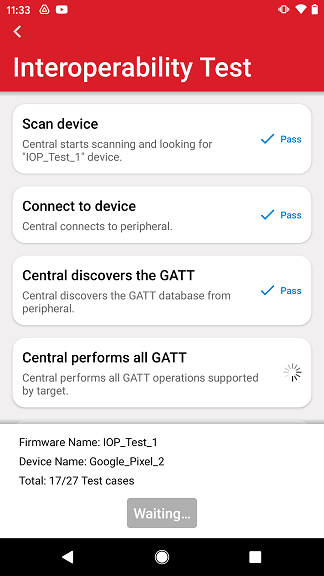 11:33
Interoperability Test
Scan device
Central starts scanning and looking for
"IOP_Test_1" device.
Pass
Connect to device
Central connects to peripheral.
Pass
Central discovers the GATT
Central discovers the GATT database from
peripheral.
Pass
Central performs all GATT
Central performs all GATT operations supported
by target.
Firmware Name: IOP_Test_1
Device Name: Google_Pixel_2
Total: 17/27 Test cases
Waiting...